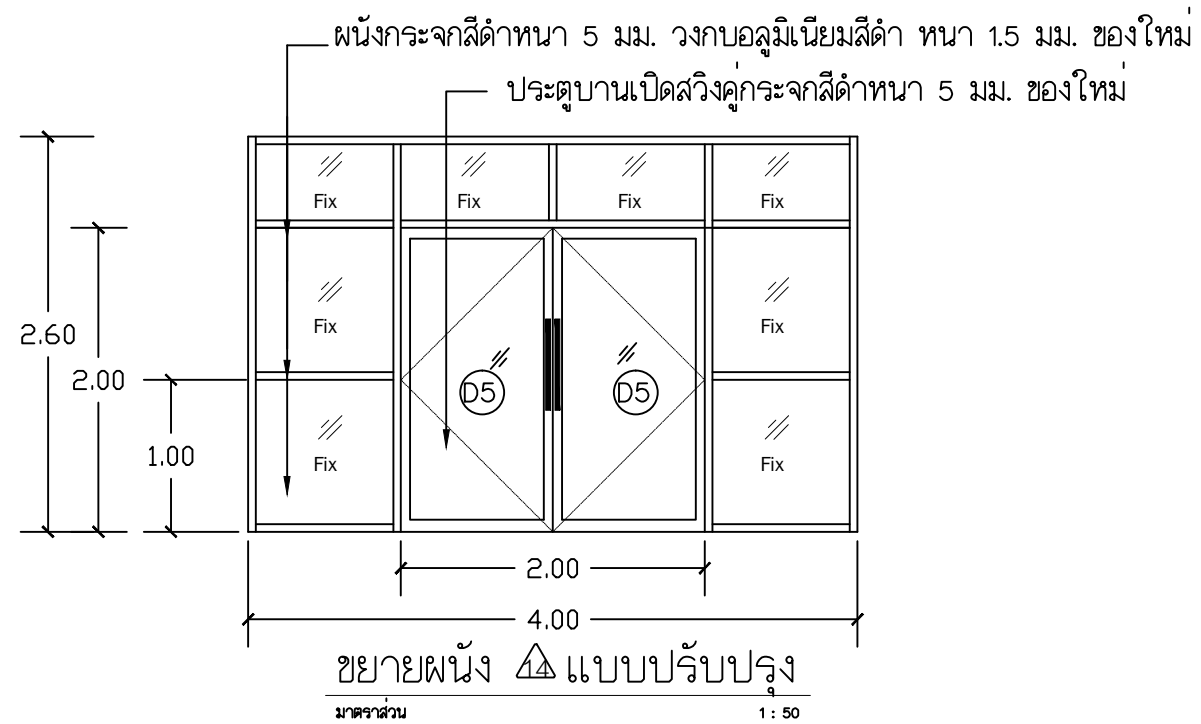 ผนังกระจกสีดำหนา 5 มม. วงกบอลูมิเนียมสีดำ หนา 1.5 มม. ของใหม่
ประตูบานเปิดสวิงคู่กระจกสีดำหนา 5 มม. ของใหม่
Fix Fix Fix Fix
2.60
2.00
Fix Fix
D5 D5
1.00
Fix Fix
2.00
4.00
ขยายผนัง 14 แบบปรับปรุง
มาตราส่วน 1 : 50